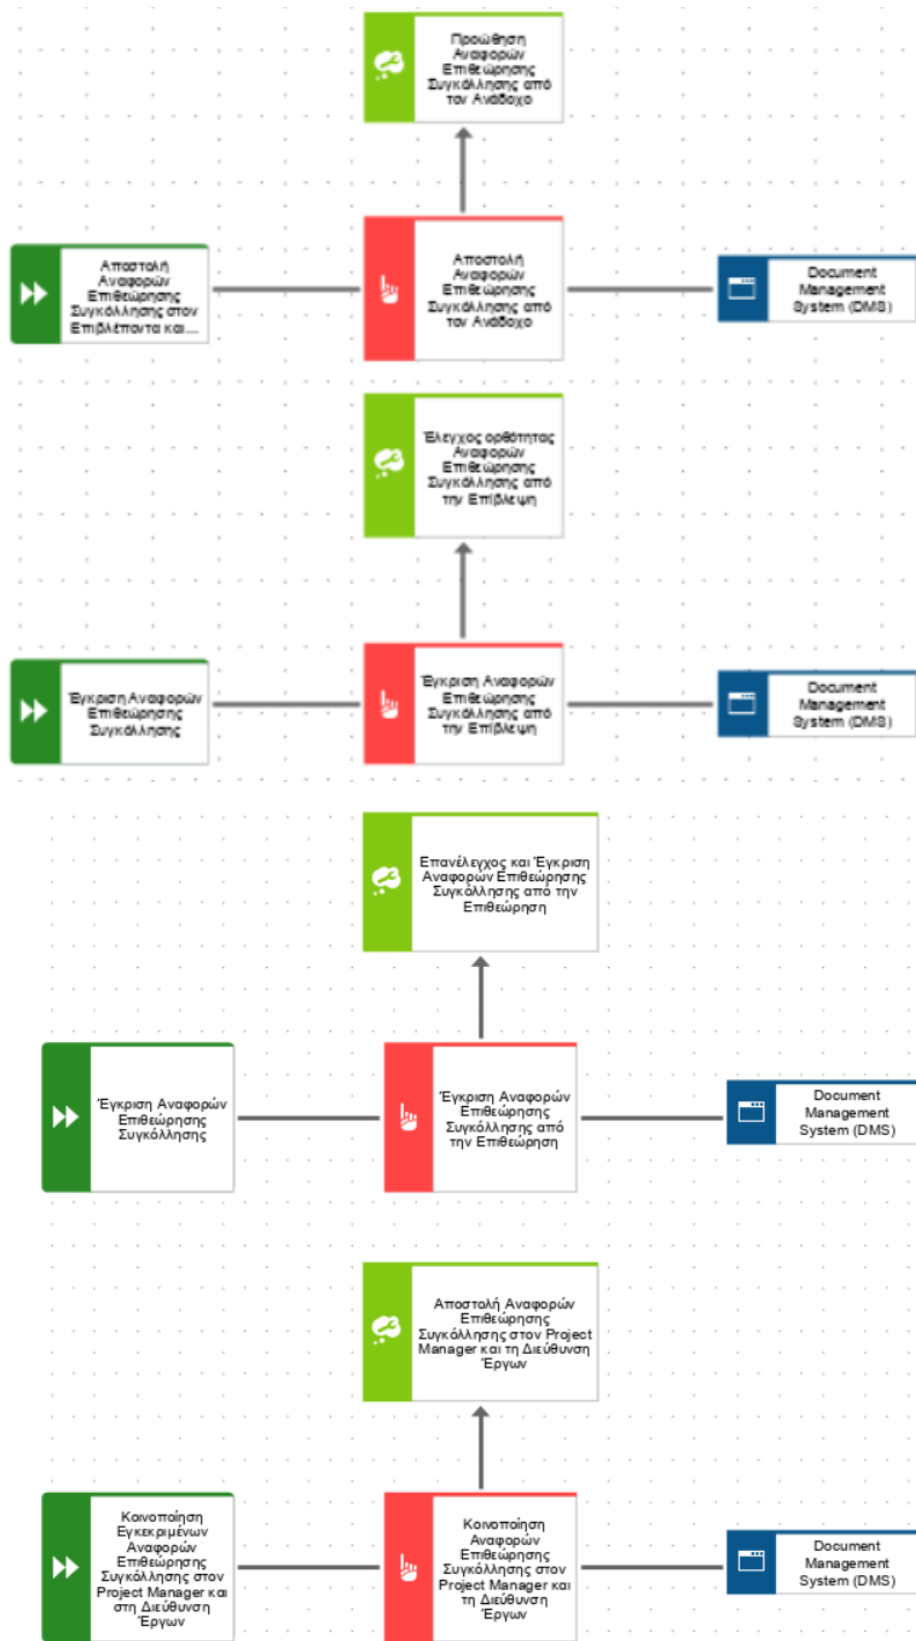 Προώθηση
Αναφορών
Επιθεώρησης
Συγκόλλησης από
τον Ανάδοχο
Αποστολή
Αναφορών
Επιθεώρησης
Συγκόλλησης στον
Επιβλέποντα και ...
Αποστολή
Αναφορών
Επιθεώρησης
Συγκόλλησης από
τον Ανάδοχο
Document
Management
System (DMS)
Έλεγχος ορθότητας
Αναφορών
Επιθεώρησης
Συγκόλλησης από
την Επίβλεψη
Έγκριση Αναφορών
Επιθεώρησης
Συγκόλλησης
Έγκριση Αναφορών
Επιθεώρησης
Συγκόλλησης από
την Επίβλεψη
Document
Management
System (DMS)
Επανέλεγχος και Έγκριση
Αναφορών Επιθεώρησης
Συγκόλλησης από την
Επιθεώρηση
Έγκριση Αναφορών
Επιθεώρησης
Συγκόλλησης
Έγκριση Αναφορών
Επιθεώρησης
Συγκόλλησης από
την Επιθεώρηση
Document
Management
System (DMS)
Αποστολή Αναφορών
Επιθεώρησης
Συγκόλλησης στον Project
Manager και τη Διεύθυνση
Έργων
Κοινοποίηση
Εγκεκριμένων
Αναφορών
Επιθεώρησης
Συγκόλλησης στον
Project Manager και
στη Διεύθυνση
Έργων
Κοινοποίηση
Αναφορών
Επιθεώρησης
Συγκόλλησης στον
Project Manager και
τη Διεύθυνση
Έργων
Document
Management
System (DMS)